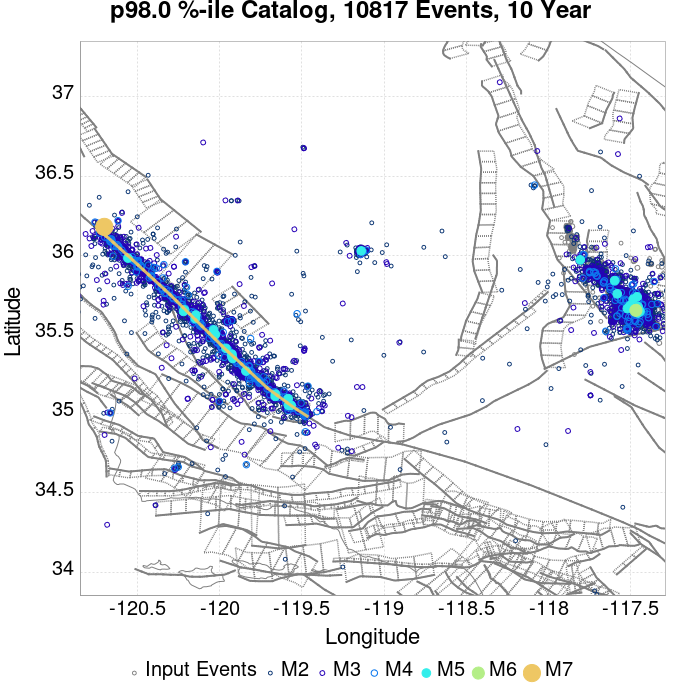 p98.0 %-ile Catalog, 10817 Events, 10 Year
37
36.5
36
35.5
35
34.5
34
Latitude
-120.5 -120 -119.5 -119 -118.5 -118 -117.5
Longitude
Input Events M2 M3 M4 M5 M6 M7